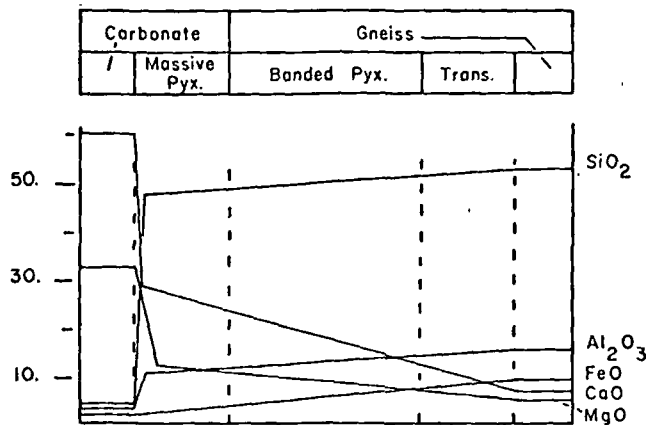 Carbonate Gneiss
Massive Pyx. Banded Pyx. Trans.
50.
30.
10.
SiO2
Al2O3
FeO
CaO
MgO